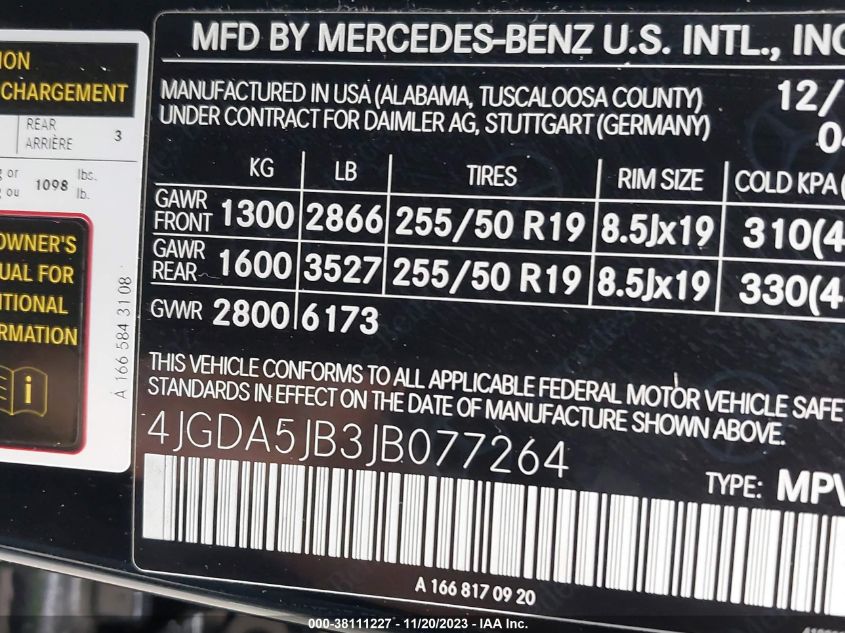 ION
CHARGEMENT
REAR
ARRIÈRE 3
or lbs.
ou 1098 lb.
OWNER'S
UAL FOR
ITIONAL
RMATION
i
A 166 584 31 08
MFD BY MERCEDES-BENZ U.S. INTL., INC
MANUFACTURED IN USA (ALABAMA, TUSCALOOSA COUNTY) 12/
UNDER CONTRACT FOR DAIMLER AG, STUTTGART (GERMANY) 04
KG LB TIRES RIM SIZE COLD KPA(
GAWR FRONT 1300 2866 255/50 R19 8.5Jx19 310(4
GAWR REAR 1600 3527 255/50 R19 8.5Jx19 330(4
GVWR 2800 6173
THIS VEHICLE CONFORMS TO ALL APPLICABLE FEDERAL MOTOR VEHICLE SAFE
STANDARDS IN EFFECT ON THE DATE OF MANUFACTURE SHOWN ABOVE.
4JGDA5JB3JB077264
TYPE: MPV
A 166 817 09 20
000-38111227 - 11/20/2023 - IAA Inc.